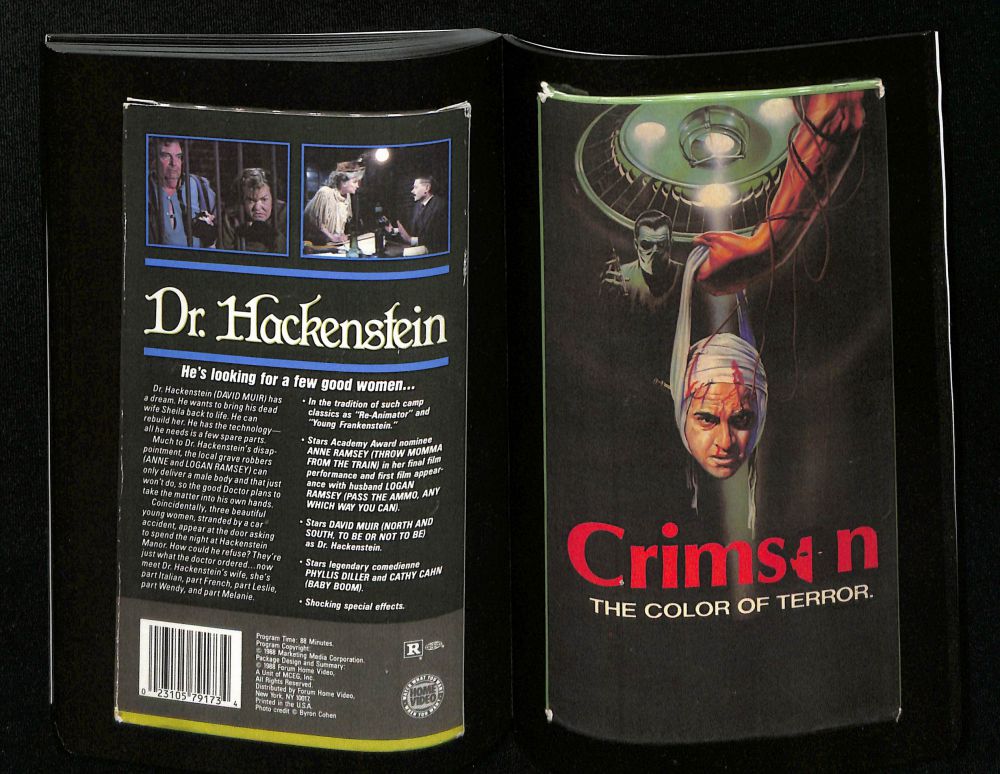 Dr. Hackenstein
He's looking for a few good women...
Dr. Hackenstein (DAVID MUIR) has
a dream. He wants to bring his dead
wife Sheila back to life. He can
rebuild her. He has the technology—
all he needs is a few spare parts.
Much to Dr. Hackenstein's disap-
pointment, the local grave robbers
(ANNE and LOGAN RAMSEY) can
only deliver a male body and that just
won't do, so the good Doctor plans to
take the matter into his own hands.
Coincidentally, three beautiful
young women, stranded by a car
accident, appear at the door asking
to spend the night at Hackenstein
Manor. How could he refuse? They're
just what the doctor ordered...now
meet Dr. Hackenstein's wife, she's
part Italian, part French, part Leslie,
part Wendy, and part Melanie.
• In the tradition of such camp
classics as "Re-Animator" and
"Young Frankenstein."
• Stars Academy Award nominee
ANNE RAMSEY (THROW MOMMA
FROM THE TRAIN) in her final film
performance and first film appear-
ance with husband LOGAN
RAMSEY (PASS THE AMMO, ANY
WHICH WAY YOU CAN).
• Stars DAVID MUIR (NORTH AND
SOUTH, TO BE OR NOT TO BE)
as Dr. Hackenstein.
• Stars legendary comedienne
PHYLLIS DILLER and CATHY CAHN
(BABY BOOM).
• Shocking special effects.
0 23105 79173 4
Program Time: 88 Minutes.
Program Copyright:
© 1988 Marketing Media Corporation.
Package Design and Summary:
© 1988 Forum Home Video,
A Unit of MCEG, Inc.
All Rights Reserved.
Distributed by Forum Home Video,
New York, NY 10017.
Printed in the U.S.A.
Photo credit © Byron Cohen
R
WATCH WHAT YOU WANT
HOME
VIDEO
WHEN YOU WANT
Crimson
THE COLOR OF TERROR.